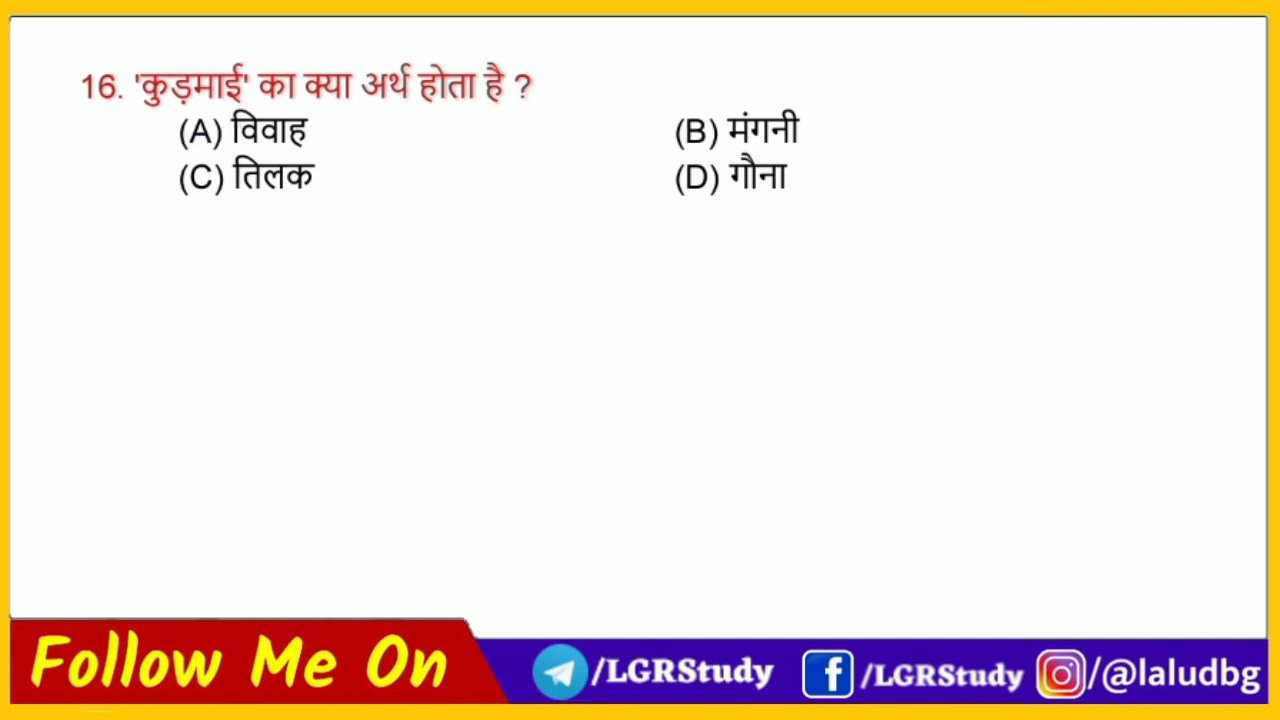 16. 'कुड़माई' का क्या अर्थ होता है ?
(A) विवाह (B) मंगनी
(C) तिलक (D) गौना
Follow Me On /LGRStudy /LGRStudy /@laludbg